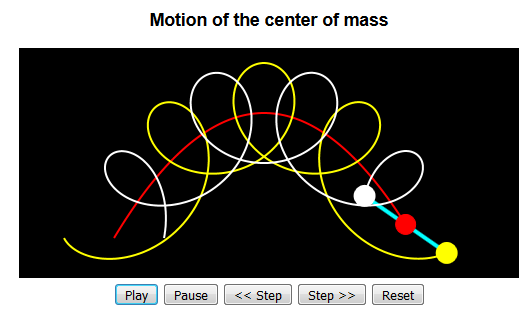 Motion of the center of mass
Play Pause << Step Step >> Reset